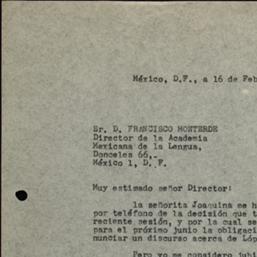 México, D.F., a 16 de Feb
Sr. D. FRANCISCO MONTERDE
Director de la Academia
Mexicana de la Lengua,
Donceles 66,-
México 1, D. F.
Muy estimado señor Director:
la señorita Joaquina me h
por teléfono de la decisión que t
reciente sesión, y por la cual se
para el próximo junio la obligaci
nunciar un discurso acerca de Lóp
Pero yo me considero jubi